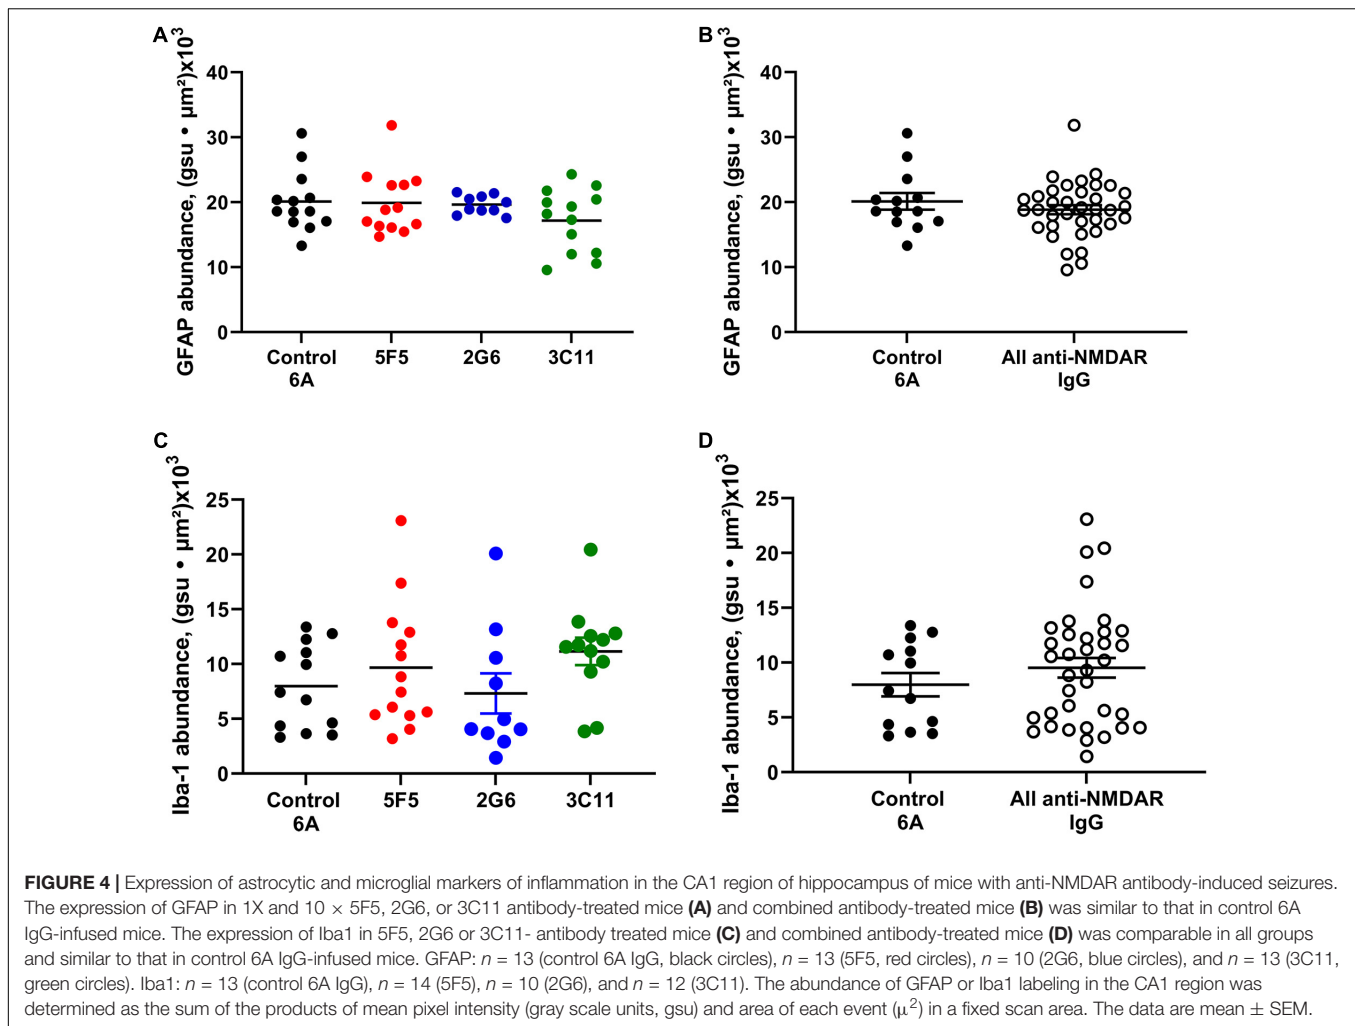 A
GFAP abundance, (gsu • µm²)x10³
40
30
20
10
0
Control 6A
5F5
2G6
3C11
B
GFAP abundance, (gsu • µm²)x10³
40
30
20
10
0
Control 6A
All anti-NMDAR IgG
C
Iba-1 abundance, (gsu • µm²)x10³
25
20
15
10
5
0
Control 6A
5F5
2G6
3C11
D
Iba-1 abundance, (gsu • µm²)x10³
25
20
15
10
5
0
Control 6A
All anti-NMDAR IgG
FIGURE 4 | Expression of astrocytic and microglial markers of inflammation in the CA1 region of hippocampus of mice with anti-NMDAR antibody-induced seizures.
The expression of GFAP in 1X and 10 × 5F5, 2G6, or 3C11 antibody-treated mice (A) and combined antibody-treated mice (B) was similar to that in control 6A
IgG-infused mice. The expression of Iba1 in 5F5, 2G6 or 3C11- antibody treated mice (C) and combined antibody-treated mice (D) was comparable in all groups
and similar to that in control 6A IgG-infused mice. GFAP: n = 13 (control 6A IgG, black circles), n = 13 (5F5, red circles), n = 10 (2G6, blue circles), and n = 13 (3C11,
green circles). Iba1: n = 13 (control 6A IgG), n = 14 (5F5), n = 10 (2G6), and n = 12 (3C11). The abundance of GFAP or Iba1 labeling in the CA1 region was
determined as the sum of the products of mean pixel intensity (gray scale units, gsu) and area of each event (µ²) in a fixed scan area. The data are mean ± SEM.